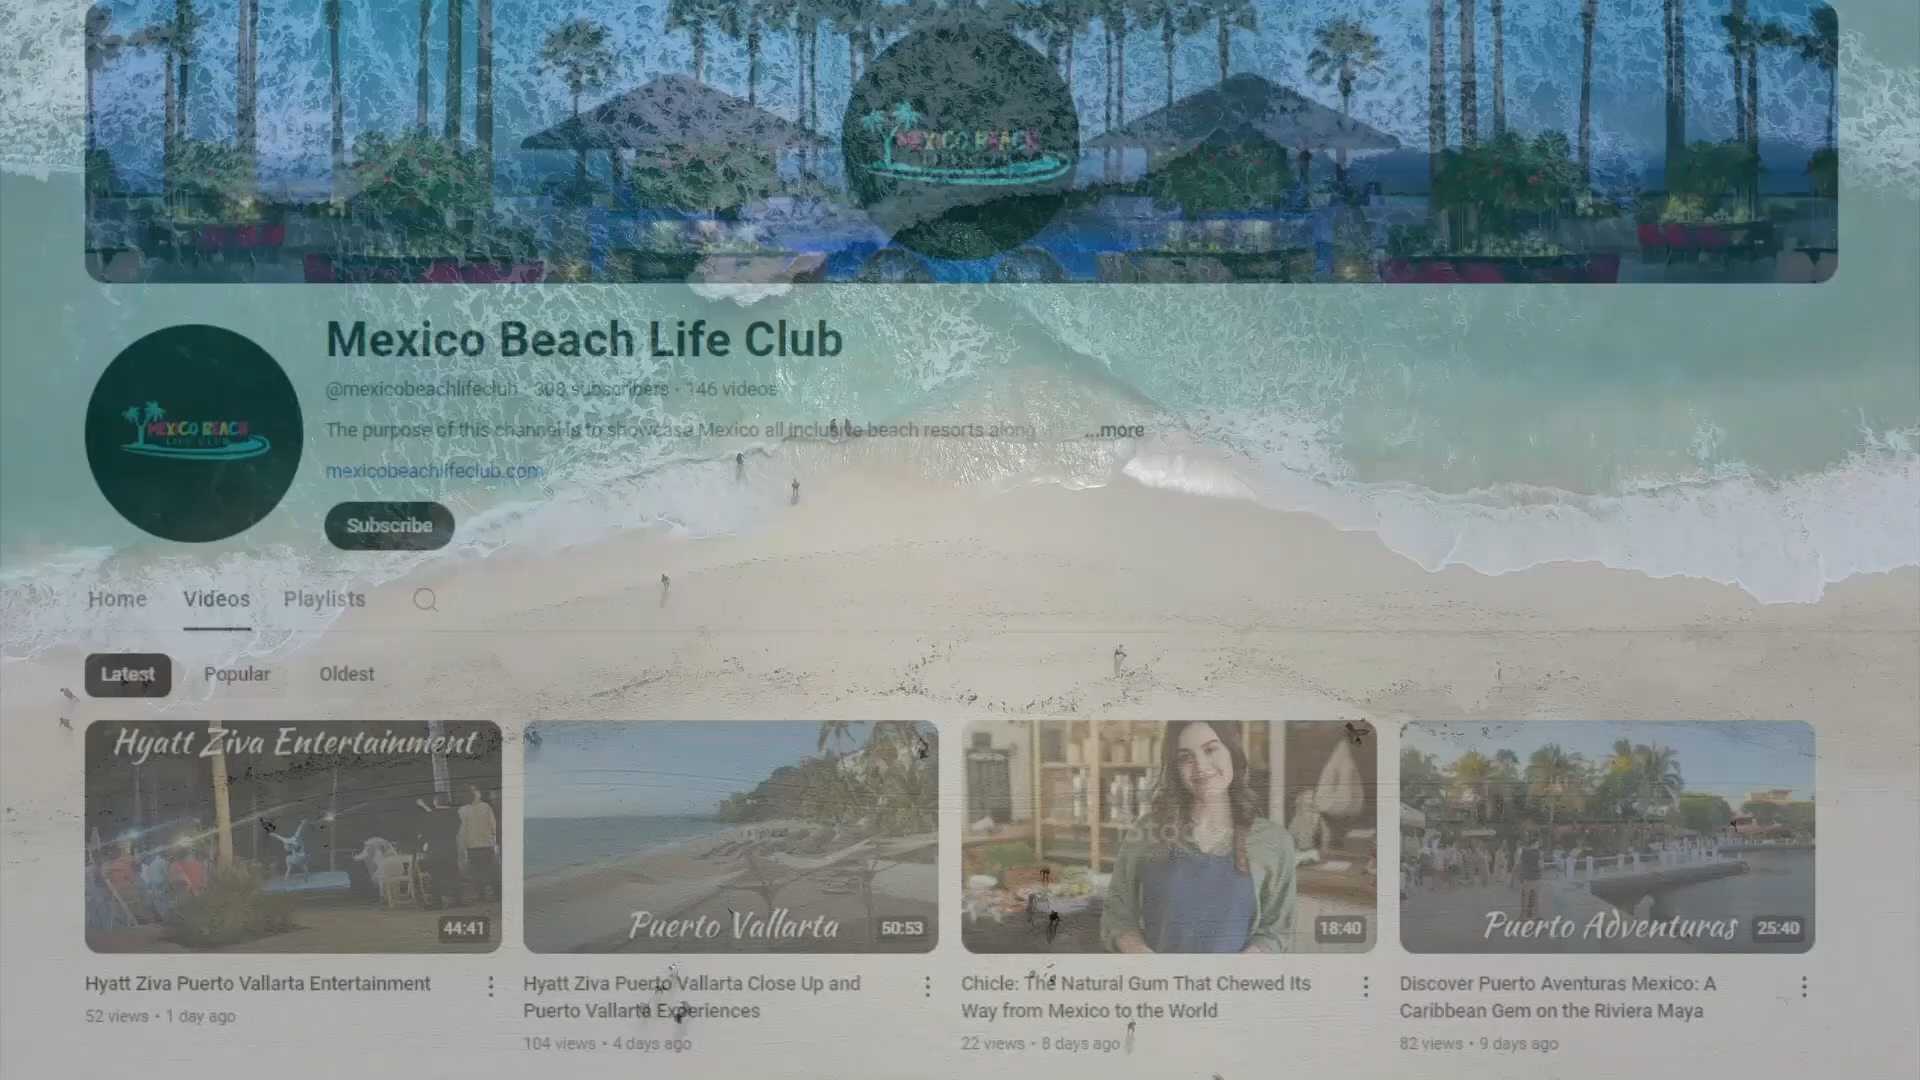 MEXICO BEACH
Mexico Beach Life Club
@mexicobeachlifeclub · 308 subscribers · 146 videos
The purpose of this channel is to showcase Mexico all inclusive beach resorts along ...more
mexicobeachlifeclub.com
MEXICO BEACH
LIFE CLUB
Subscribe
Home Videos Playlists
Latest Popular Oldest
Hyatt Ziva Entertainment
44:41
Puerto Vallarta
50:53
iStock
18:40
Puerto Adventuras
25:40
Hyatt Ziva Puerto Vallarta Entertainment
52 views · 1 day ago
Hyatt Ziva Puerto Vallarta Close Up and
Puerto Vallarta Experiences
104 views · 4 days ago
Chicle: The Natural Gum That Chewed Its
Way from Mexico to the World
22 views · 8 days ago
Discover Puerto Aventuras Mexico: A
Caribbean Gem on the Riviera Maya
82 views · 9 days ago